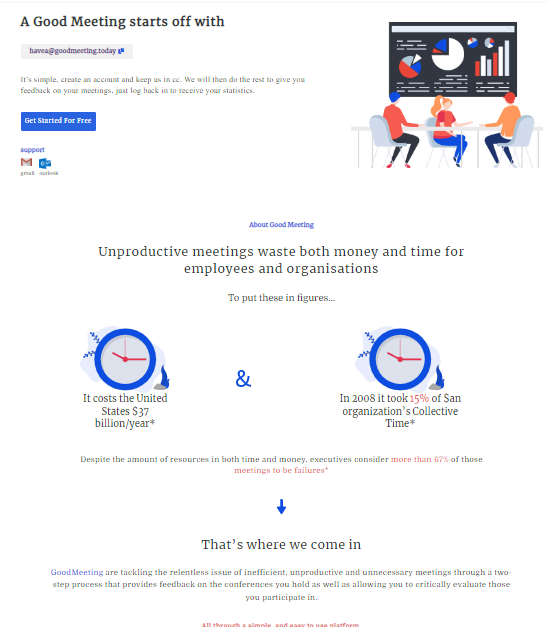 A Good Meeting starts off with
havea@goodmeeting.today
It's simple, create an account and keep us in cc. We will then do the rest to give you
feedback on your meetings, just log back in to receive your statistics.
Get Started For Free
support
gmail outlook
About Good Meeting
Unproductive meetings waste both money and time for
employees and organisations
To put these in figures...
&
It costs the United
States $37
billion/year*
In 2008 it took 15% of $an
organization's Collective
Time*
Despite the amount of resources in both time and money, executives consider more than 67% of those
meetings to be failures*
That's where we come in
GoodMeeting are tackling the relentless issue of inefficient, unproductive and unnecessary meetings through a two-
step process that provides feedback on the conferences you hold as well as allowing you to critically evaluate those
you participate in.
All through a simple, and easy to use platform